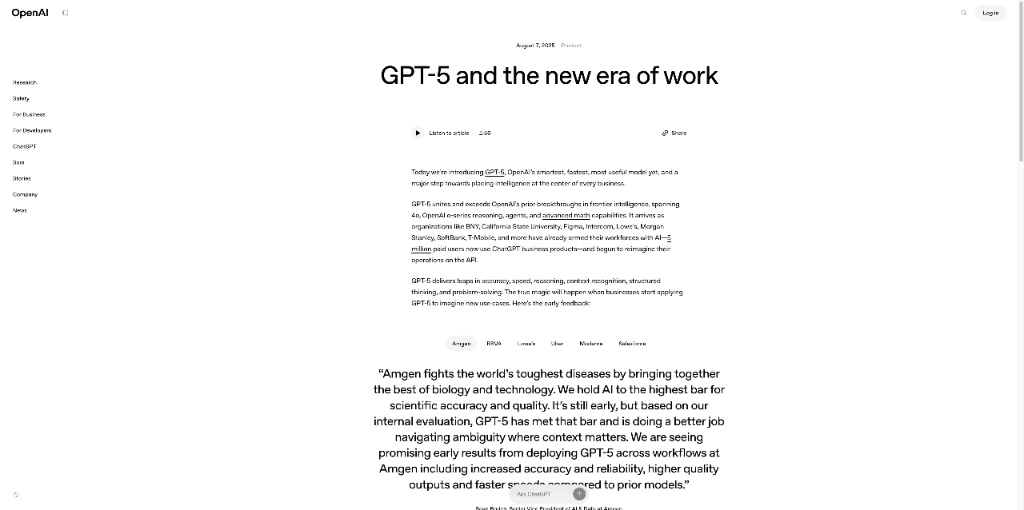 OpenAI
Log in
August 7, 2025 Product
GPT-5 and the new era of work
Research
Safety
For Business
For Developers
ChatGPT
Sora
Stories
Company
News
Listen to article
Share
Today we're introducing GPT-5, OpenAI's smartest, fastest, most useful model yet, and a
major step towards placing intelligence at the center of every business.
GPT-5 unites and exceeds OpenAI's prior breakthroughs in frontier intelligence, spanning
4o, OpenAI o-series reasoning, agents, and advanced math capabilities. It arrives as
organizations like BNY, California State University, Figma, Intercom, Lowe's, Morgan
Stanley, SoftBank, T-Mobile, and more have already armed their workforces with AI—5
million paid users now use ChatGPT business products—and begun to reimagine their
operations on the API.
GPT-5 delivers leaps in accuracy, speed, reasoning, context recognition, structured
thinking, and problem-solving. The true magic will happen when businesses start applying
GPT-5 to imagine new use cases. Here's the early feedback:
Amgen BBVA Lowe's Uber Moderna Salesforce
“Amgen fights the world’s toughest diseases by bringing together
the best of biology and technology. We hold AI to the highest bar for
scientific accuracy and quality. It’s still early, but based on our
internal evaluation, GPT-5 has met that bar and is doing a better job
navigating ambiguity where context matters. We are seeing
promising early results from deploying GPT-5 across workflows at
Amgen including increased accuracy and reliability, higher quality
outputs and faster speeds compared to prior models.”
Ask ChatGPT
Senior Vice President of AI & Data at Amgen